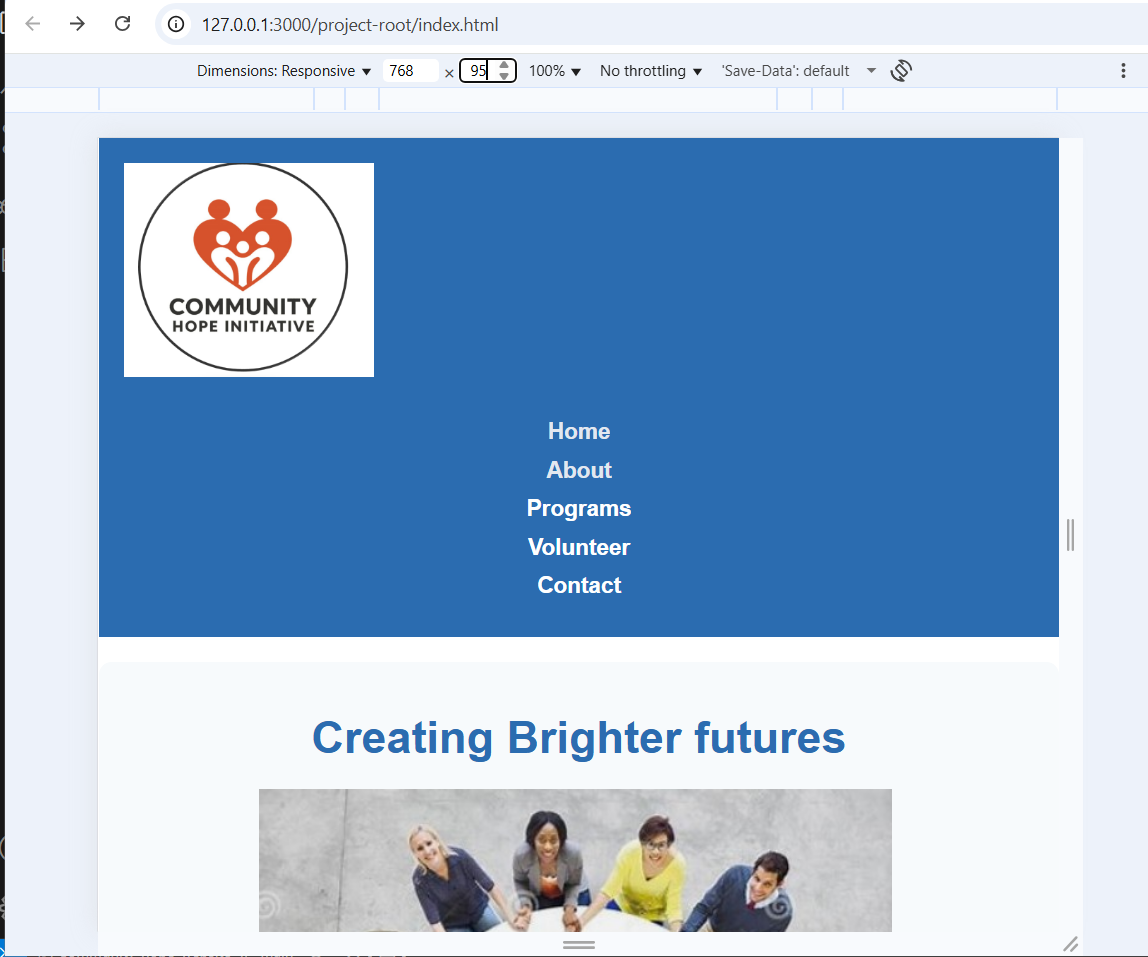 127.0.0.1:3000/project-root/index.html
Dimensions: Responsive 768 × 95 100% No throttling 'Save-Data': default
COMMUNITY
HOPE INITIATIVE
Home
About
Programs
Volunteer
Contact
Creating Brighter futures